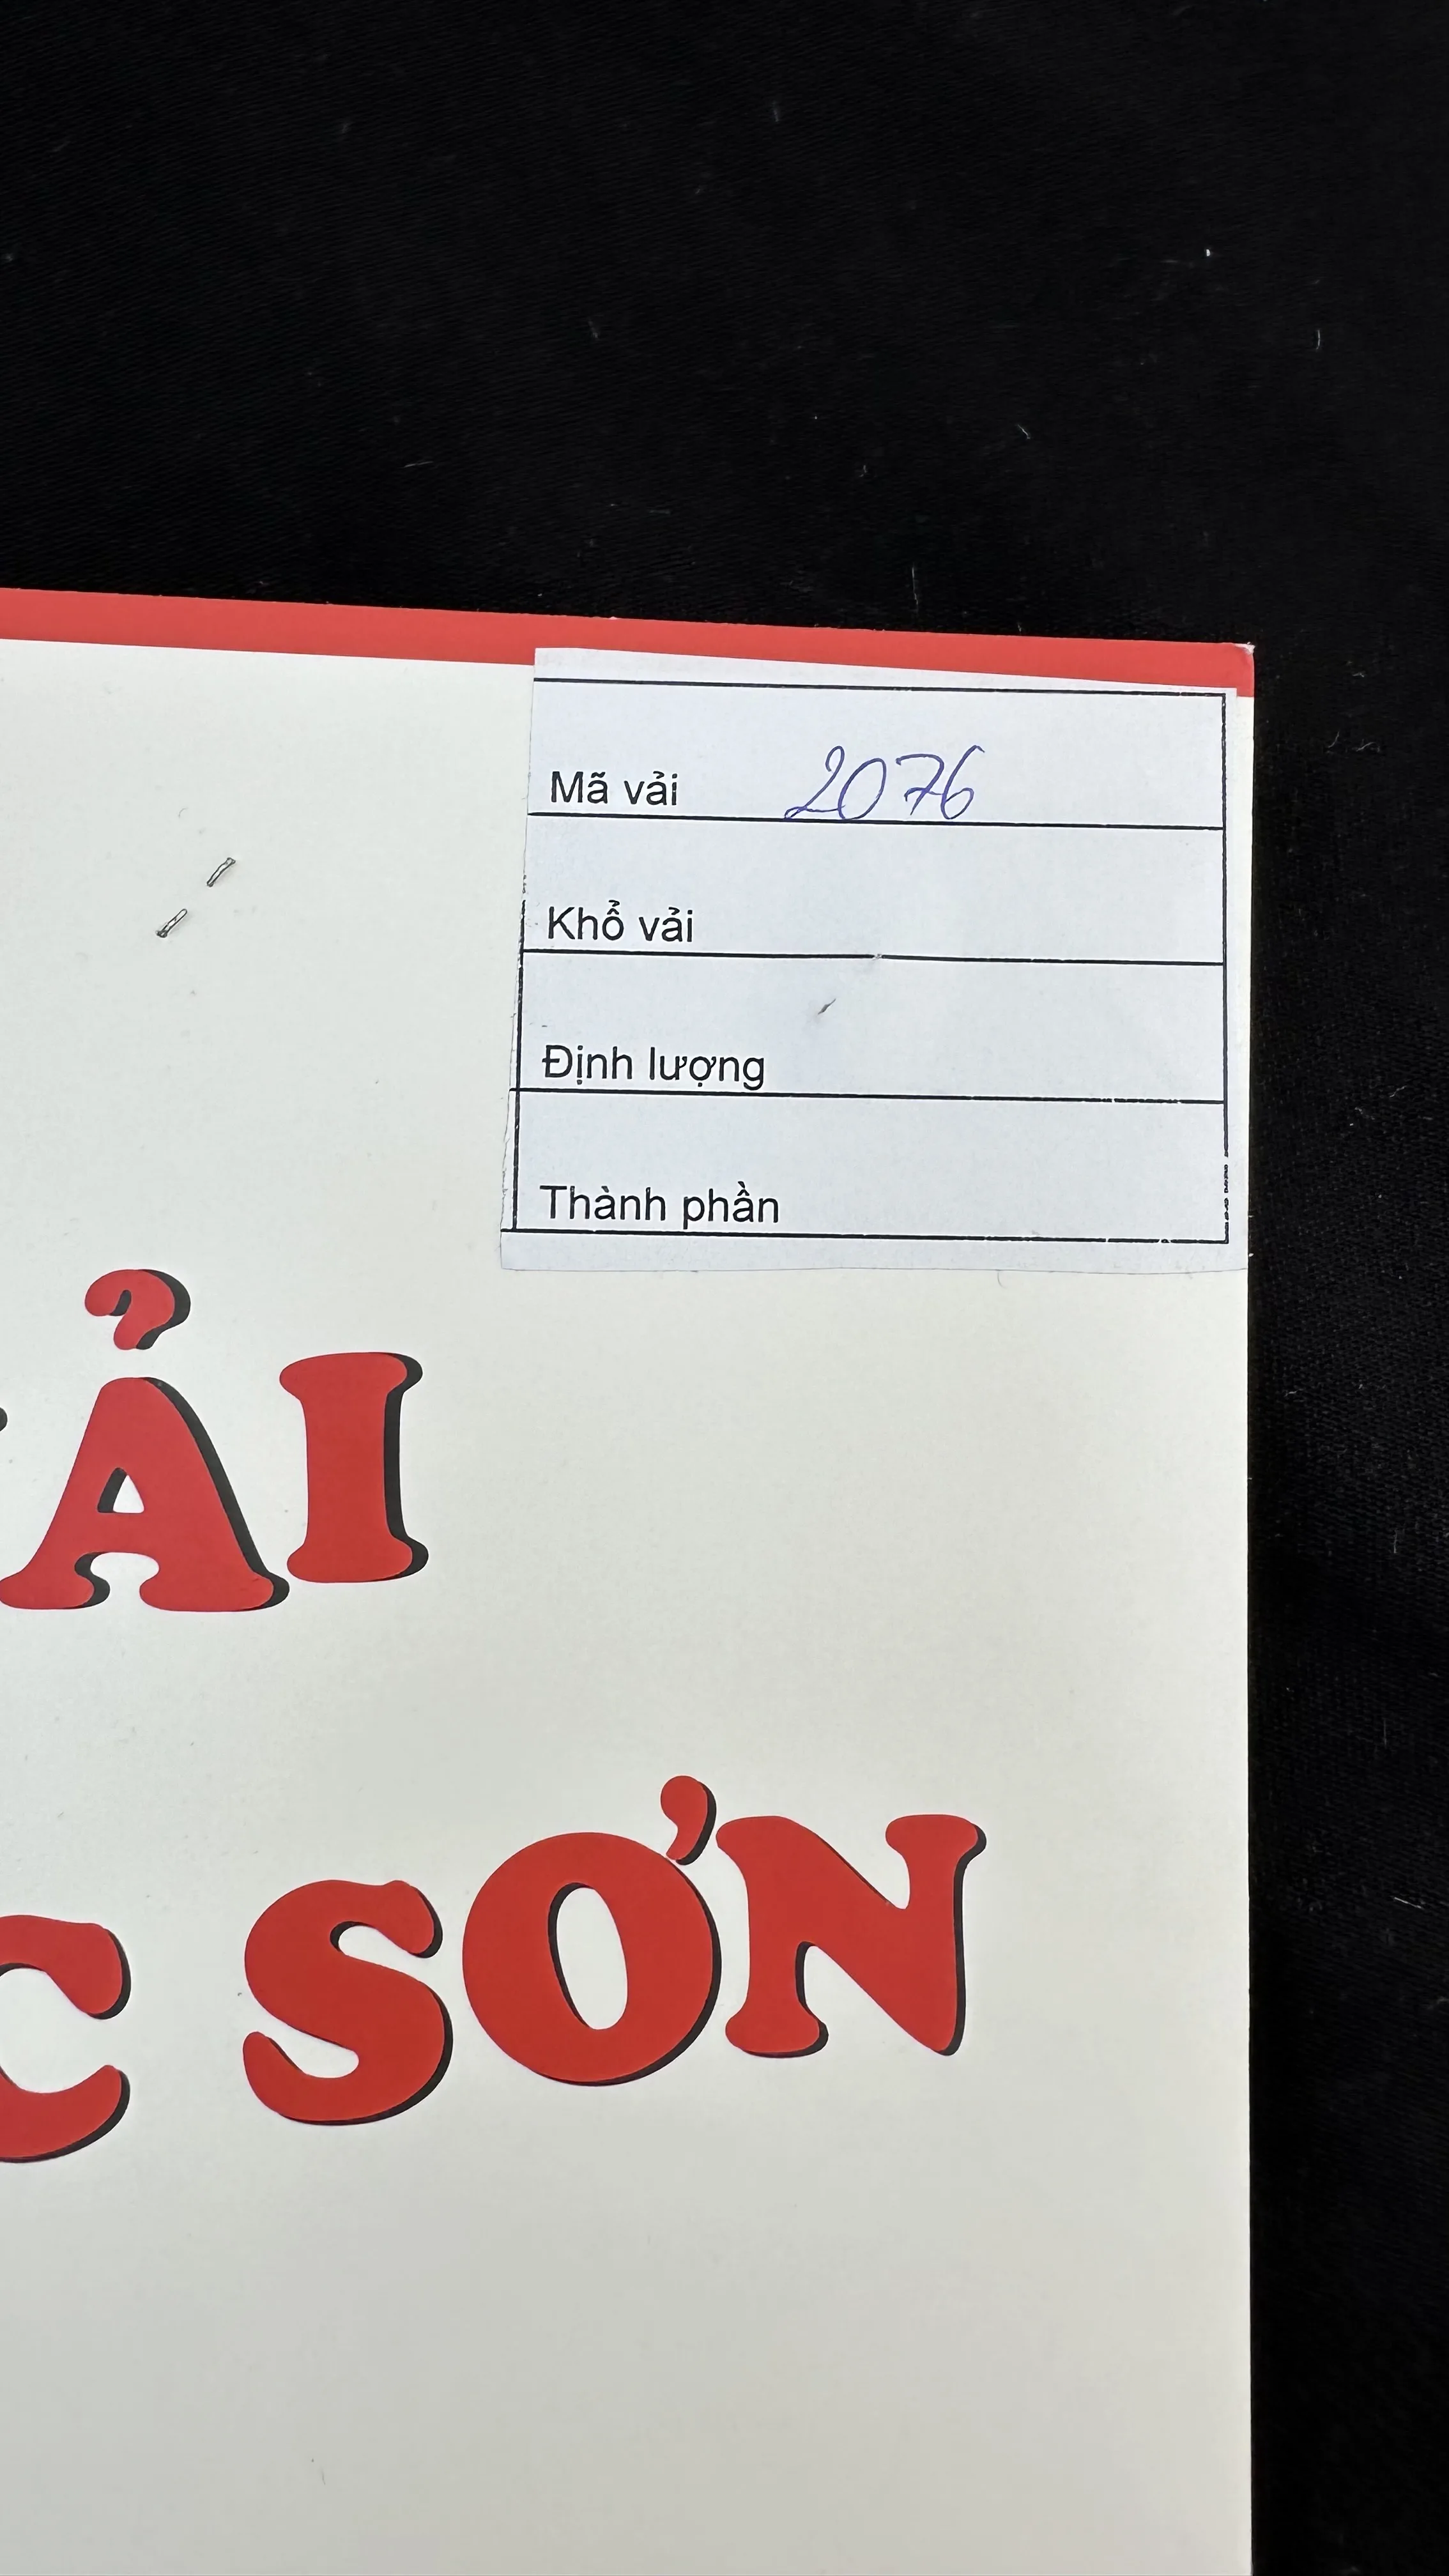 Mã vải 2076
Khổ vải
Định lượng
Thành phần
ẢI
C SƠN